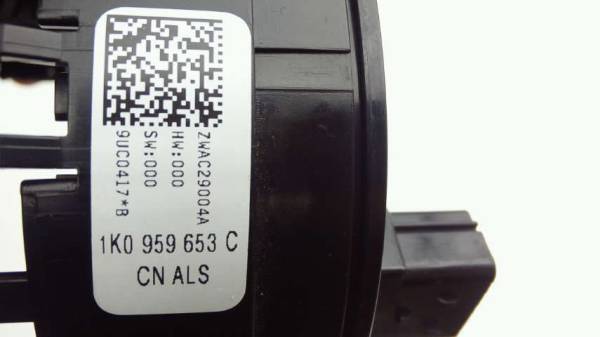 ZWAC29004A
HW:000
SW:000
9UC0417*B
1K0 959 653 C
CN ALS